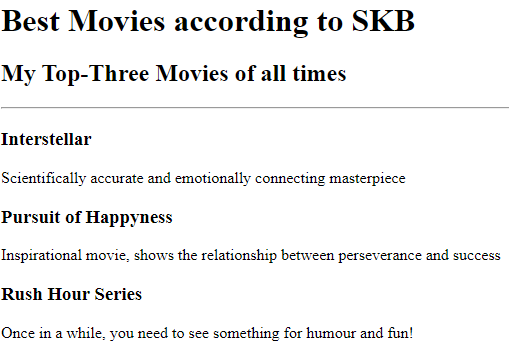 Best Movies according to SKB
My Top-Three Movies of all times
Interstellar
Scientifically accurate and emotionally connecting masterpiece
Pursuit of Happyness
Inspirational movie, shows the relationship between perseverance and success
Rush Hour Series
Once in a while, you need to see something for humour and fun!